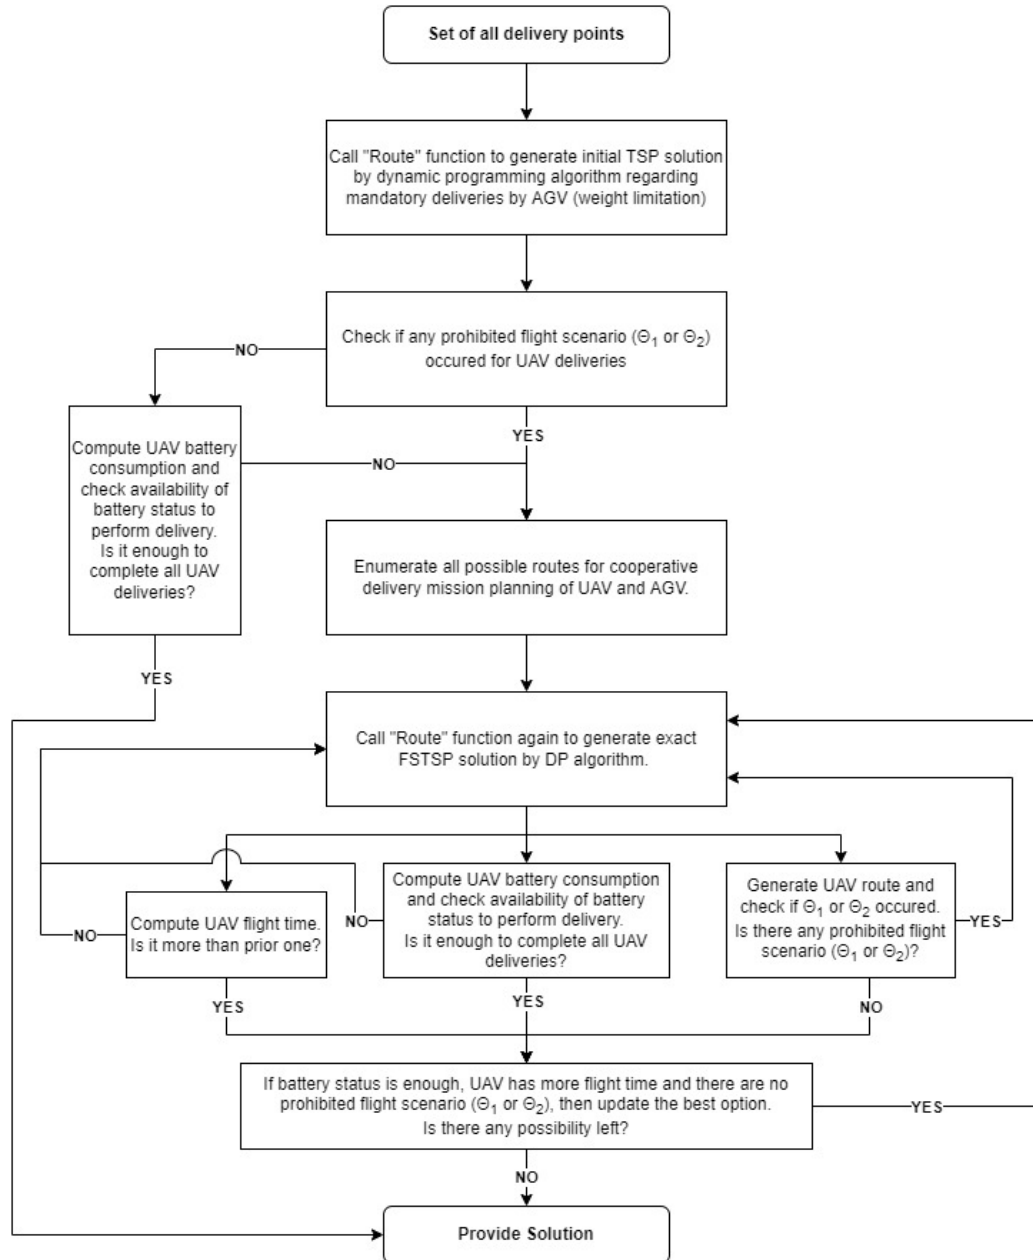 Set of all delivery points
Call "Route" function to generate initial TSP solution
by dynamic programming algorithm regarding
mandatory deliveries by AGV (weight limitation)
Check if any prohibited flight scenario (Θ₁ or Θ₂)
occured for UAV deliveries
NO
YES
Compute UAV battery
consumption and
check availability of
battery status to
perform delivery.
Is it enough to
complete all UAV
deliveries?
NO
YES
Enumerate all possible routes for cooperative
delivery mission planning of UAV and AGV.
Call "Route" function again to generate exact
FSTSP solution by DP algorithm.
Compute UAV flight time.
Is it more than prior one?
NO
YES
Compute UAV battery consumption
and check availability of battery
status to perform delivery.
Is it enough to complete all UAV
deliveries?
NO
YES
Generate UAV route and
check if Θ₁ or Θ₂ occured.
Is there any prohibited flight
scenario (Θ₁ or Θ₂)?
YES
NO
If battery status is enough, UAV has more flight time and there are no
prohibited flight scenario (Θ₁ or Θ₂), then update the best option.
Is there any possibility left?
YES
NO
Provide Solution